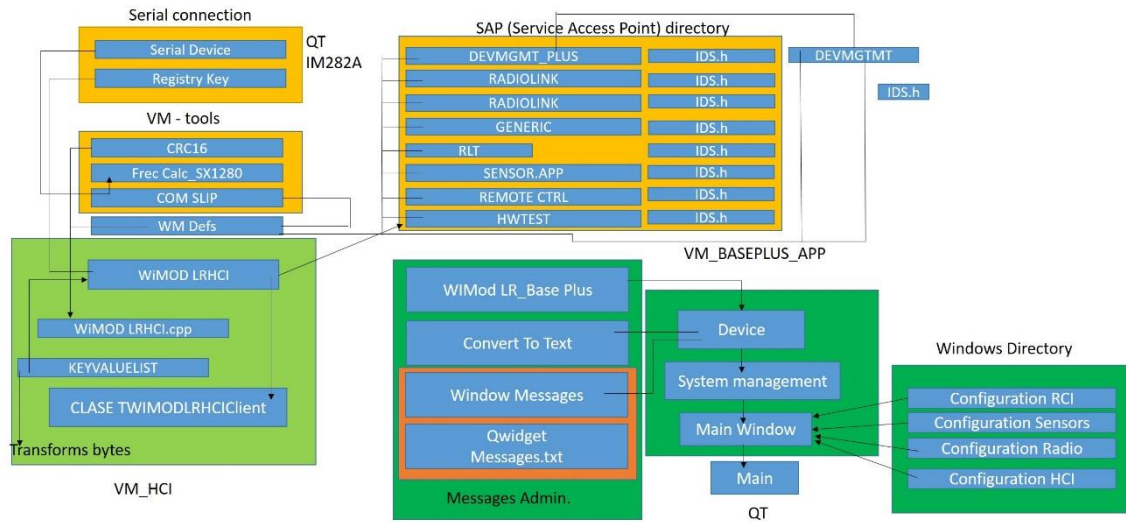 Serial connection
Serial Device
Registry Key
QT
IM282A
VM - tools
CRC16
Frec Calc_SX1280
COM SLIP
WM Defs
WiMOD LRHCI
WiMOD LRHCI.cpp
KEYVALUELIST
CLASE TWIMODLRHCIClient
Transforms bytes
VM_HCI
SAP (Service Access Point) directory
DEVMGMT_PLUS
IDS.h
RADIOLINK
IDS.h
RADIOLINK
IDS.h
GENERIC
IDS.h
RLT
IDS.h
SENSOR.APP
IDS.h
REMOTE CTRL
IDS.h
HWTEST
IDS.h
DEVMGTMT
IDS.h
VM_BASEPLUS_APP
WIMod LR_Base Plus
Convert To Text
Window Messages
Qwidget
Messages.txt
Messages Admin.
Device
System management
Main Window
Main
QT
Windows Directory
Configuration RCI
Configuration Sensors
Configuration Radio
Configuration HCI